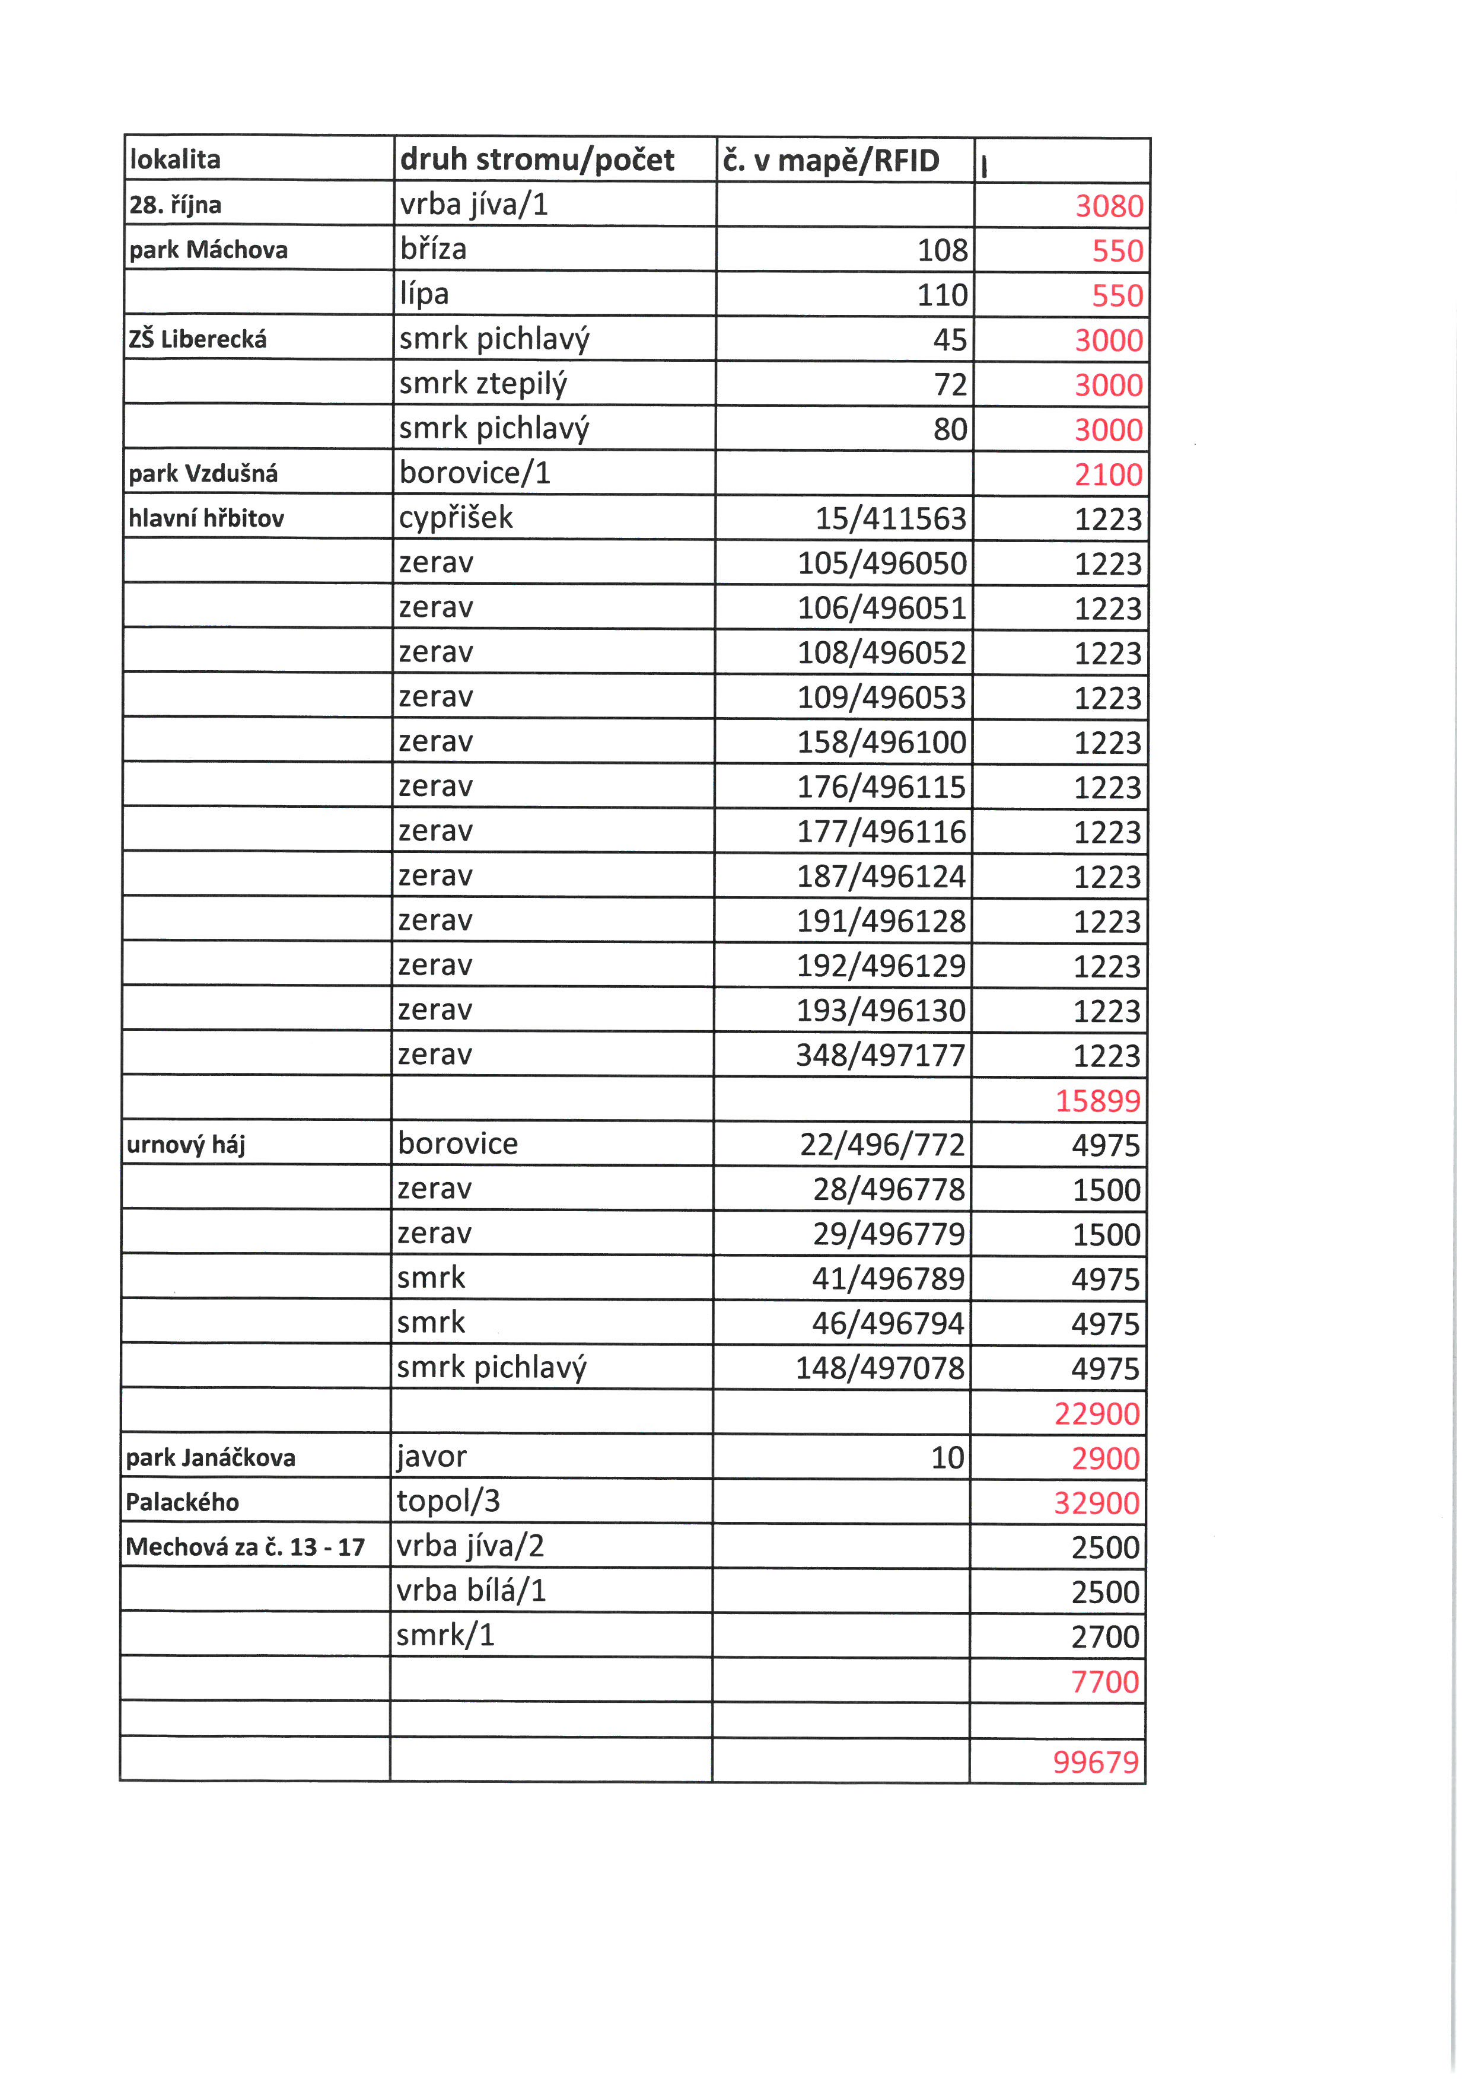 lokalita druh stromu/počet č. v mapě/RFID
28. října vrba jíva/1 3080
park Máchova bříza 108 550
lípa 110 550
ZŠ Liberecká smrk pichlavý 45 3000
smrk ztepilý 72 3000
smrk pichlavý 80 3000
park Vzdušná borovice/1 2100
hlavní hřbitov cypřišek 15/411563 1223
zerav 105/496050 1223
zerav 106/496051 1223
zerav 108/496052 1223
zerav 109/496053 1223
zerav 158/496100 1223
zerav 176/496115 1223
zerav 177/496116 1223
zerav 187/496124 1223
zerav 191/496128 1223
zerav 192/496129 1223
zerav 193/496130 1223
zerav 348/497177 1223
15899
urnový háj borovice 22/496/772 4975
zerav 28/496778 1500
zerav 29/496779 1500
smrk 41/496789 4975
smrk 46/496794 4975
smrk pichlavý 148/497078 4975
22900
park Janáčkova javor 10 2900
Palackého topol/3 32900
Mechová za č. 13 - 17 vrba jíva/2 2500
vrba bílá/1 2500
smrk/1 2700
7700
99679